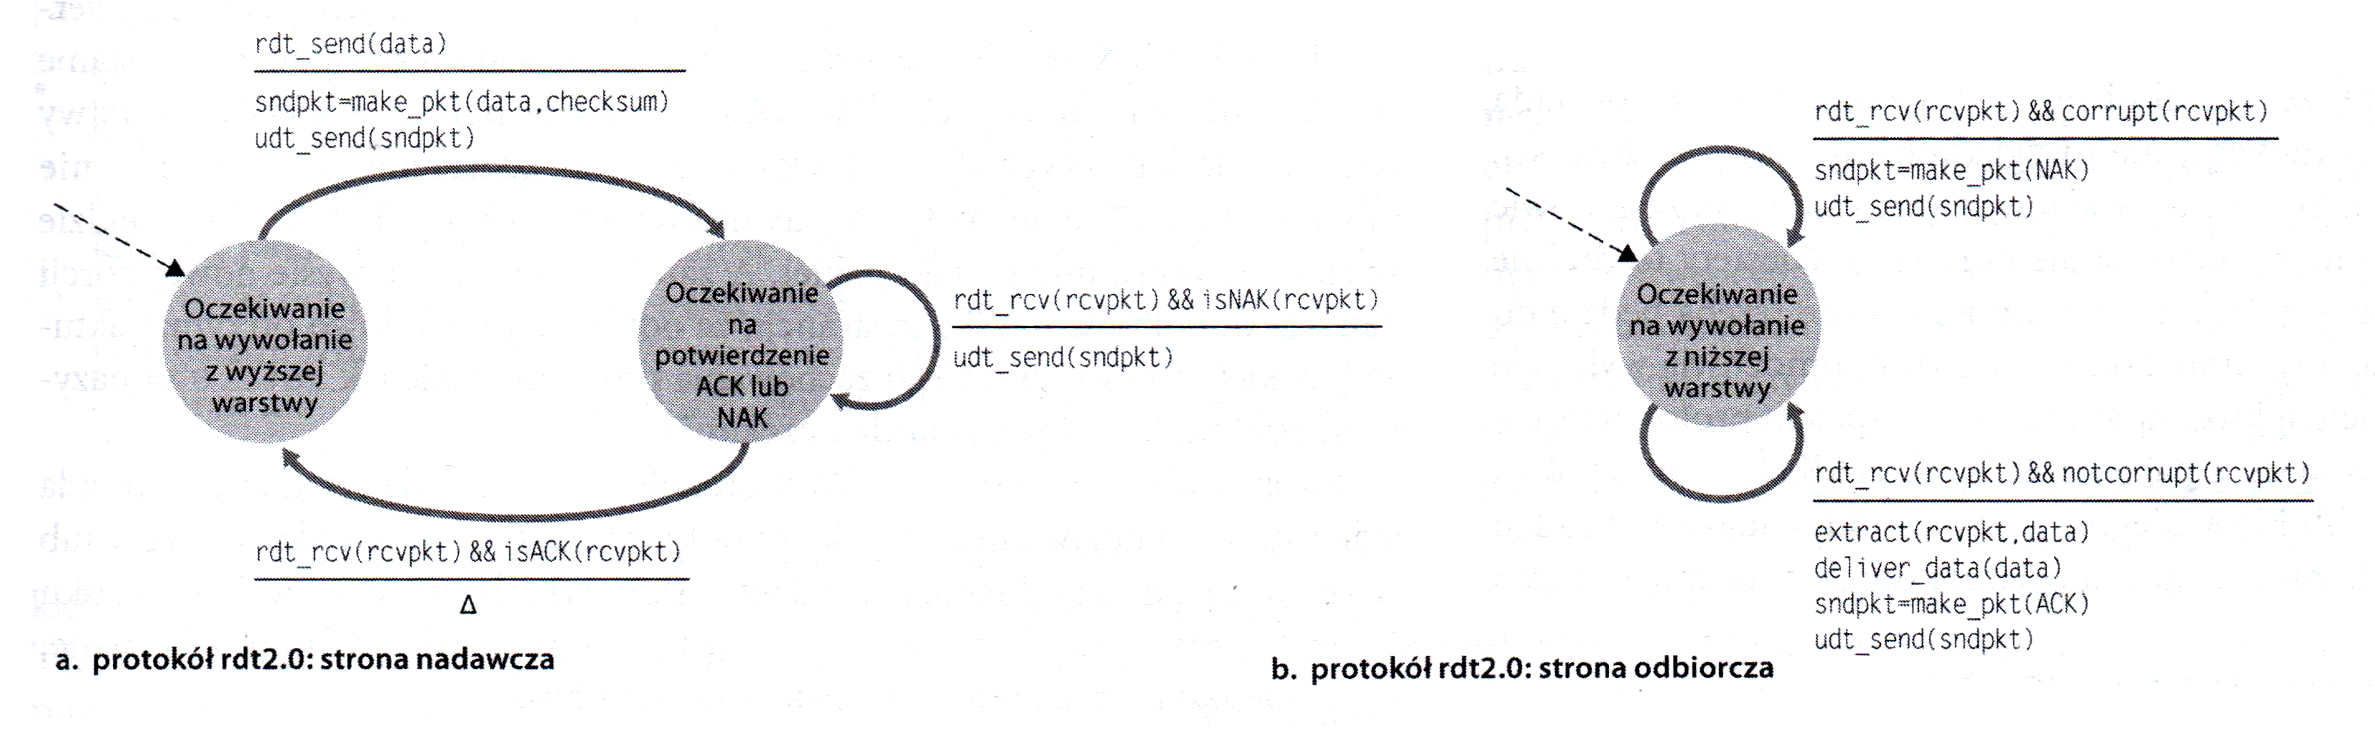 rdt_send(data)
sndpkt=make_pkt(data,checksum)
udt_send(sndpkt)
Oczekiwanie
na wywołanie
z wyższej
warstwy
Oczekiwanie
na
potwierdzenie
ACK lub
NAK
rdt_rcv(rcvpkt) && isNAK(rcvpkt)
udt_send(sndpkt)
rdt_rcv(rcvpkt) && isACK(rcvpkt)
Δ
a. protokół rdt2.0: strona nadawcza
rdt_rcv(rcvpkt) && corrupt(rcvpkt)
sndpkt=make_pkt(NAK)
udt_send(sndpkt)
Oczekiwanie
na wywołanie
z niższej
warstwy
rdt_rcv(rcvpkt) && notcorrupt(rcvpkt)
extract(rcvpkt,data)
deliver_data(data)
sndpkt=make_pkt(ACK)
udt_send(sndpkt)
b. protokół rdt2.0: strona odbiorcza